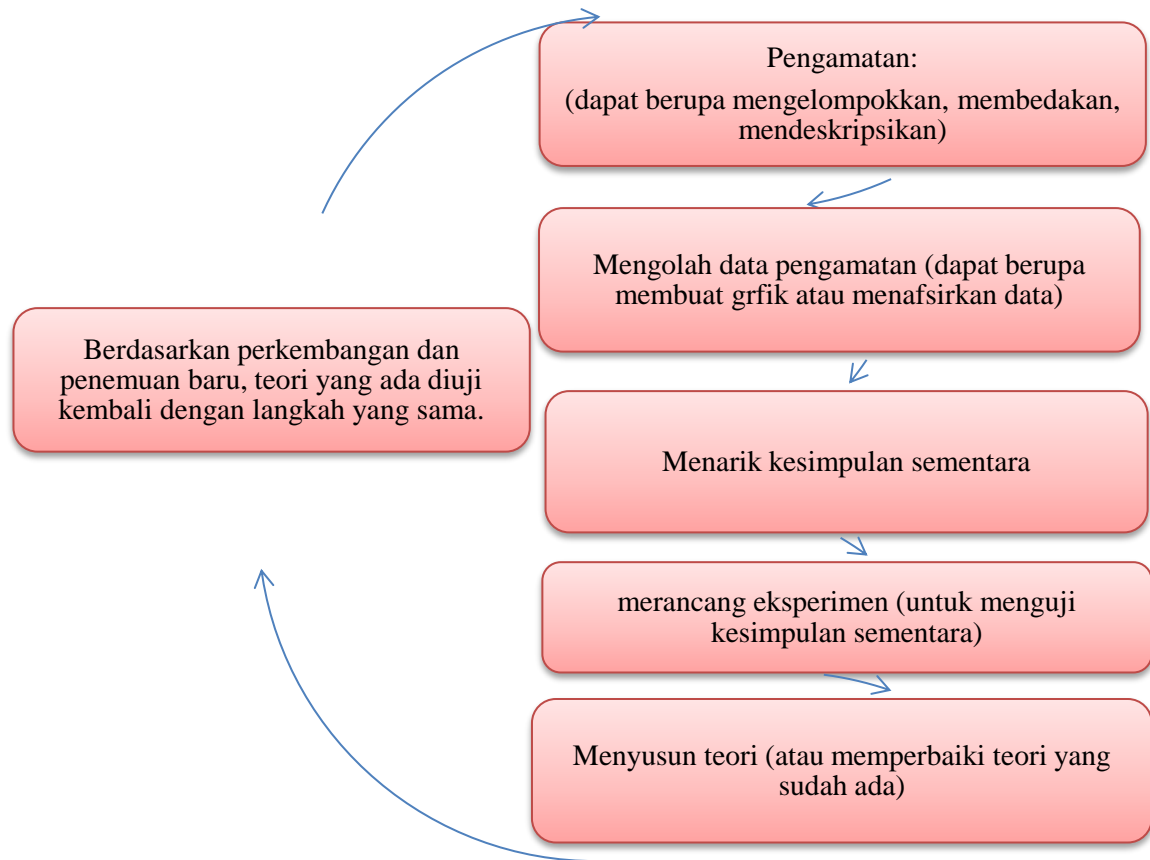 Pengamatan:
(dapat berupa mengelompokkan, membedakan,
mendeskripsikan)
Mengolah data pengamatan (dapat berupa
membuat grfik atau menafsirkan data)
Menarik kesimpulan sementara
merancang eksperimen (untuk menguji
kesimpulan sementara)
Menyusun teori (atau memperbaiki teori yang
sudah ada)
Berdasarkan perkembangan dan
penemuan baru, teori yang ada diuji
kembali dengan langkah yang sama.